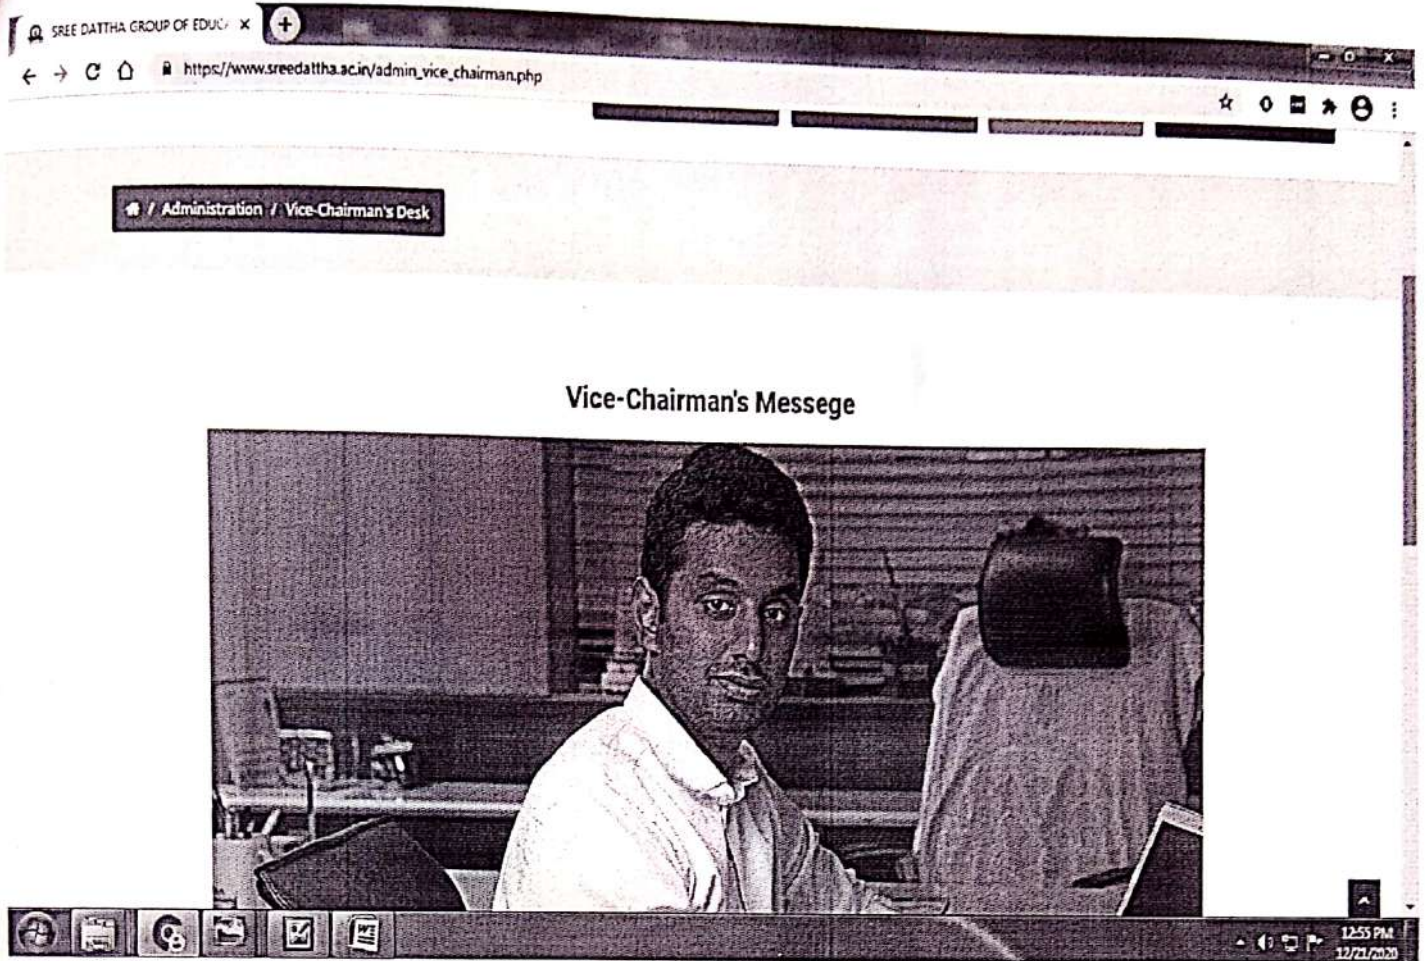 SREE DATTHA GROUP OF EDUCA
https://www.sreedattha.ac.in/admin_vice_chairman.php
/ Administration / Vice-Chairman's Desk
Vice-Chairman's Messege
12:55 PM
12/21/2020